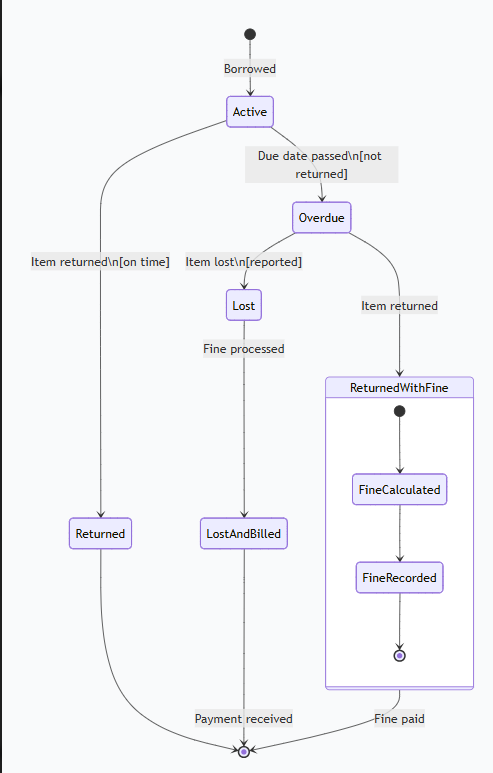 Borrowed
Active
Due date passed\n[not
returned]
Overdue
Item returned\n[on time]
Item lost\n[reported]
Lost
Item returned
Fine processed
ReturnedWithFine
FineCalculated
Returned
LostAndBilled
FineRecorded
Payment received
Fine paid